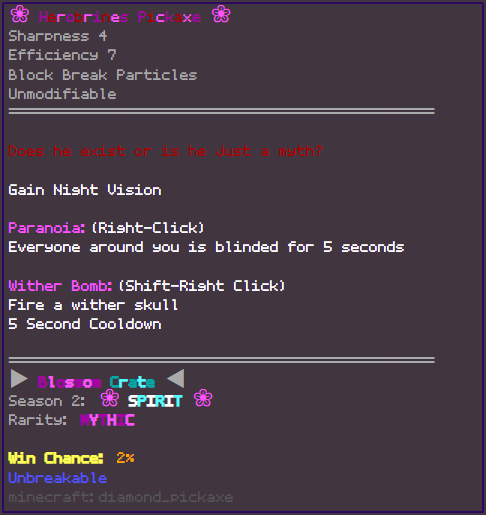 ❀ Herobrines Pickaxe ❀
Sharpness 4
Efficiency 7
Block Break Particles
Unmodifiable
Does he exist or is he just a myth?
Gain Night Vision
Paranoia: (Right-Click)
Everyone around you is blinded for 5 seconds
Wither Bomb: (Shift-Right Click)
Fire a wither skull
5 Second Cooldown
▶ Blossom Crate ◀
Season 2: ❀ SPIRIT ❀
Rarity: MYTHIC
Win Chance: 2%
Unbreakable
minecraft:diamond_pickaxe